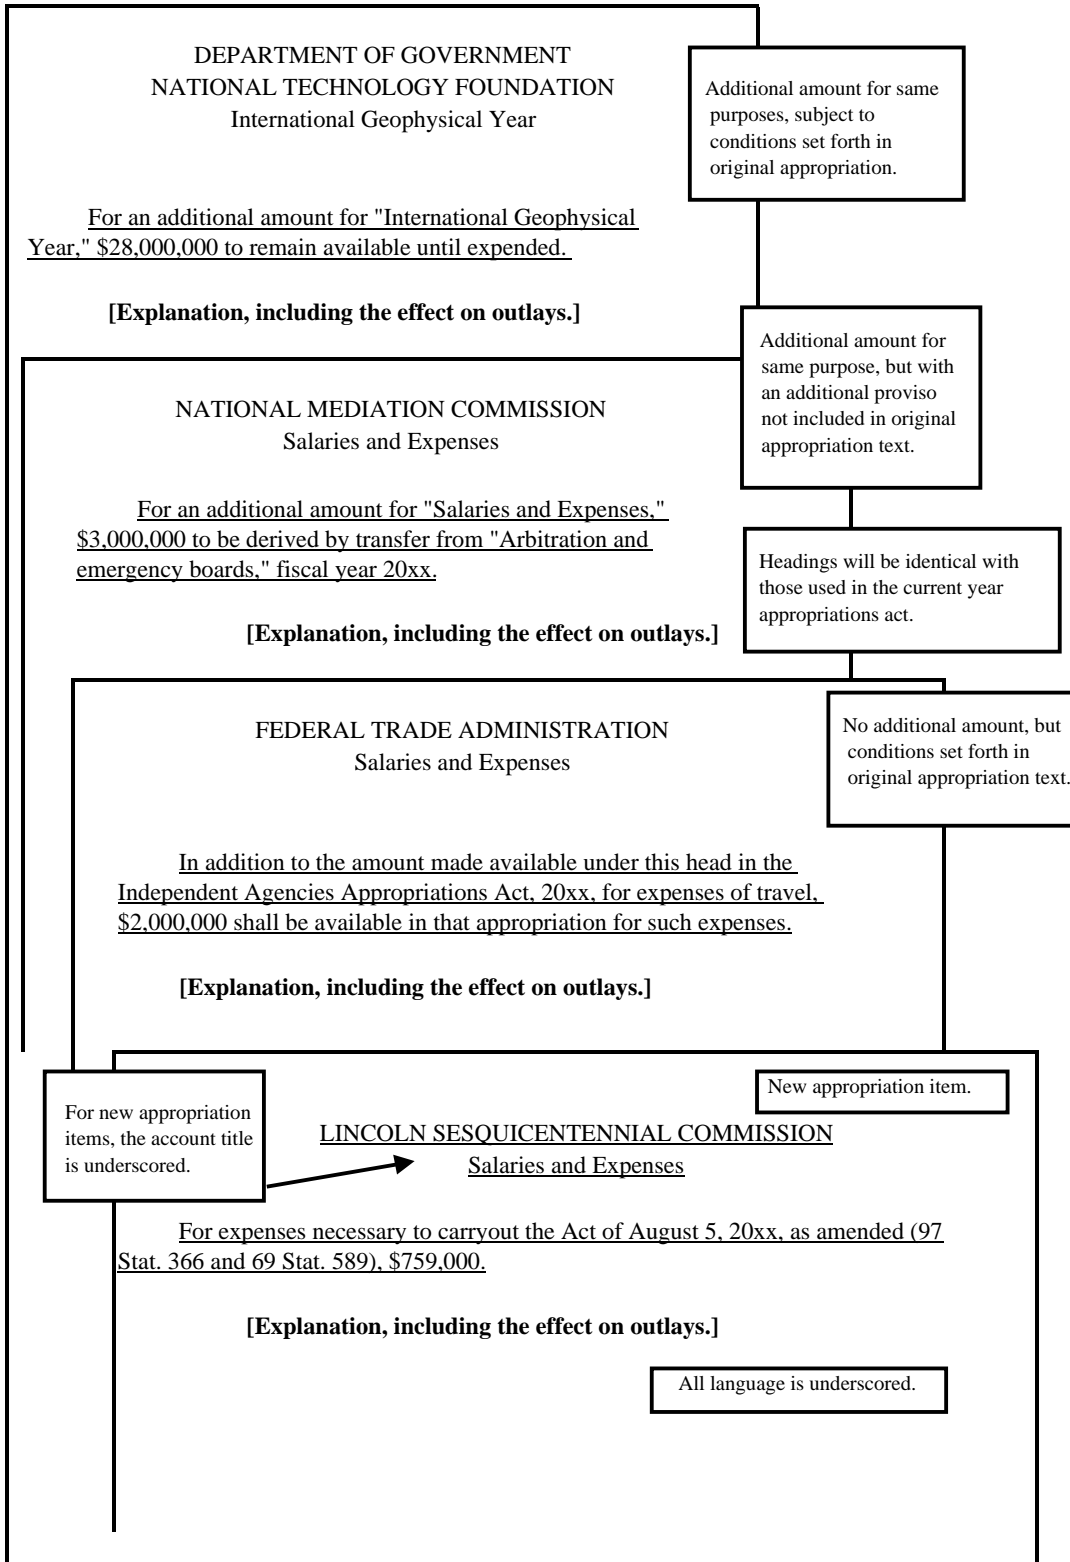 DEPARTMENT OF GOVERNMENT
NATIONAL TECHNOLOGY FOUNDATION
International Geophysical Year
Additional amount for same
purposes, subject to
conditions set forth in
original appropriation.
For an additional amount for "International Geophysical
Year," $28,000,000 to remain available until expended.
[Explanation, including the effect on outlays.]
Additional amount for
same purpose, but with
an additional proviso
not included in original
appropriation text.
NATIONAL MEDIATION COMMISSION
Salaries and Expenses
For an additional amount for "Salaries and Expenses,"
$3,000,000 to be derived by transfer from "Arbitration and
emergency boards," fiscal year 20xx.
Headings will be identical with
those used in the current year
appropriations act.
[Explanation, including the effect on outlays.]
FEDERAL TRADE ADMINISTRATION
Salaries and Expenses
No additional amount, but
conditions set forth in
original appropriation text.
In addition to the amount made available under this head in the
Independent Agencies Appropriations Act, 20xx, for expenses of travel,
$2,000,000 shall be available in that appropriation for such expenses.
[Explanation, including the effect on outlays.]
New appropriation item.
For new appropriation
items, the account title
is underscored.
LINCOLN SESQUICENTENNIAL COMMISSION
Salaries and Expenses
For expenses necessary to carryout the Act of August 5, 20xx, as amended (97
Stat. 366 and 69 Stat. 589), $759,000.
[Explanation, including the effect on outlays.]
All language is underscored.